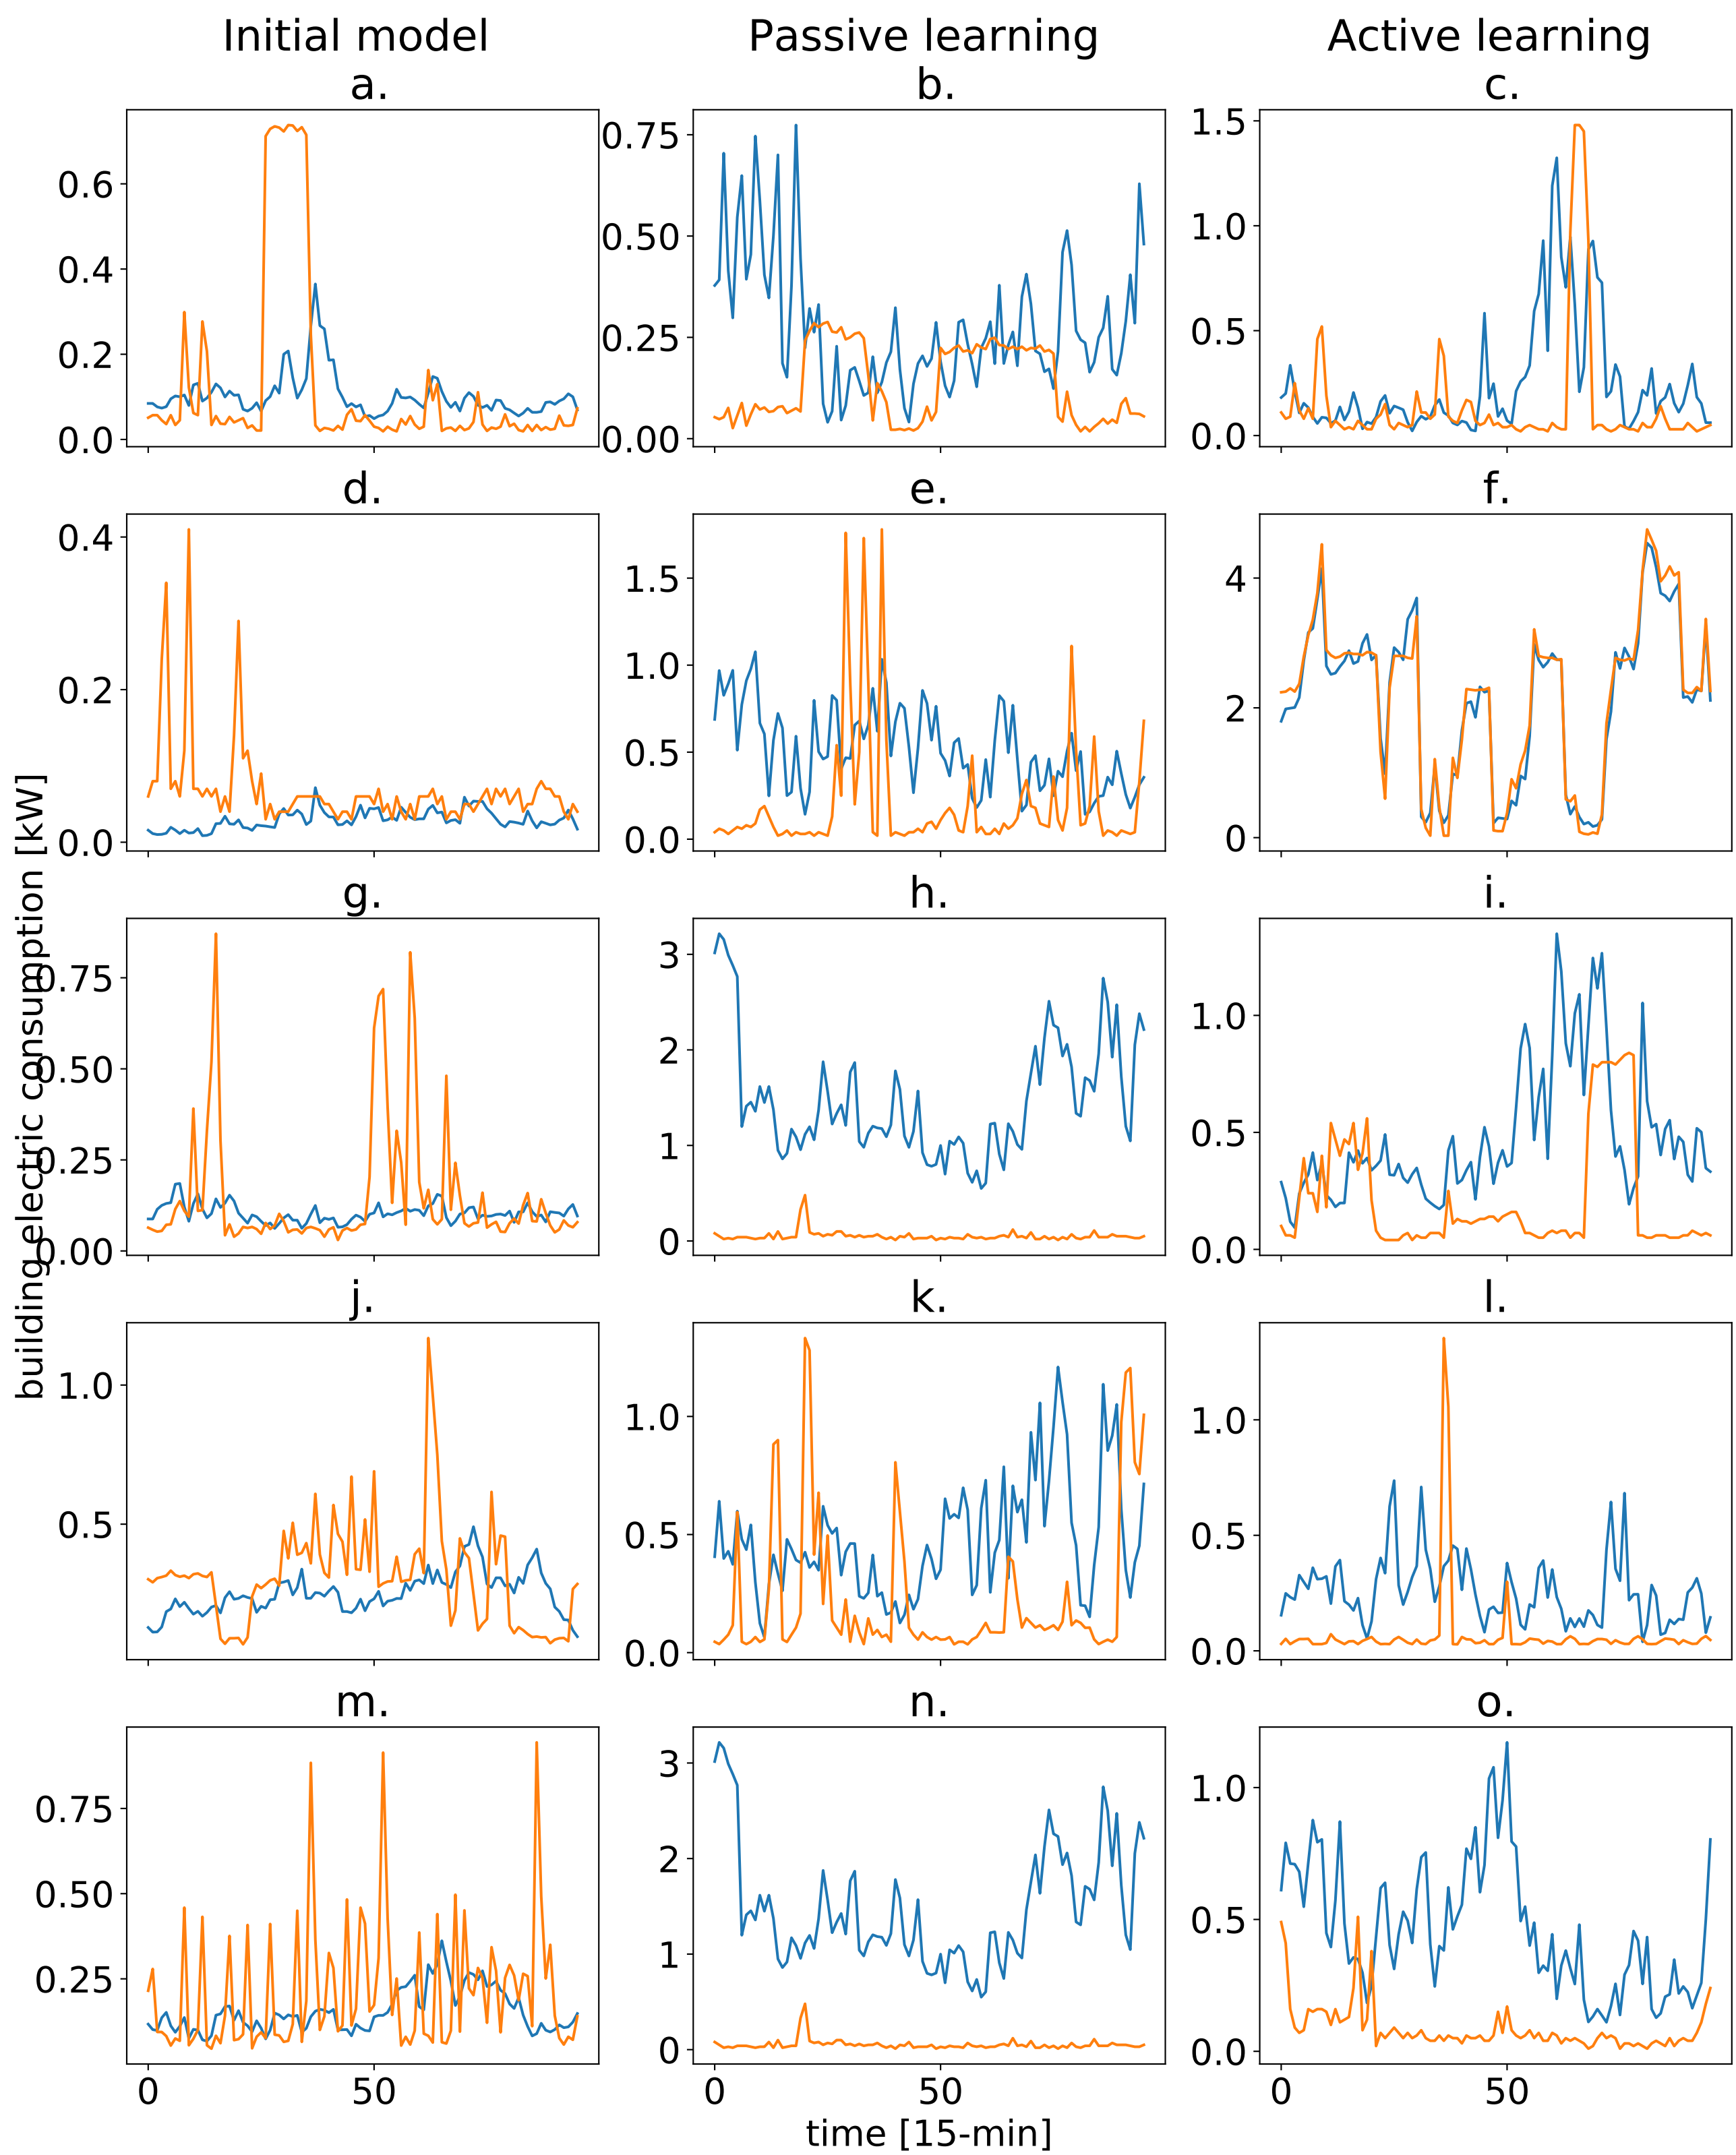 Initial model
Passive learning
Active learning
a.
b.
c.
0.6
0.4
0.2
0.0
0.75
0.50
0.25
0.00
1.5
1.0
0.5
0.0
d.
e.
f.
0.4
0.2
0.0
1.5
1.0
0.5
0.0
4
2
0
building electric consumption [kW]
g.
h.
i.
0.75
0.50
0.25
0.00
3
2
1
0
1.0
0.5
0.0
j.
k.
l.
1.0
0.5
1.0
0.5
0.0
1.0
0.5
0.0
m.
n.
o.
0.75
0.50
0.25
3
2
1
0
1.0
0.5
0.0
0 50
0 50
0 50
time [15-min]